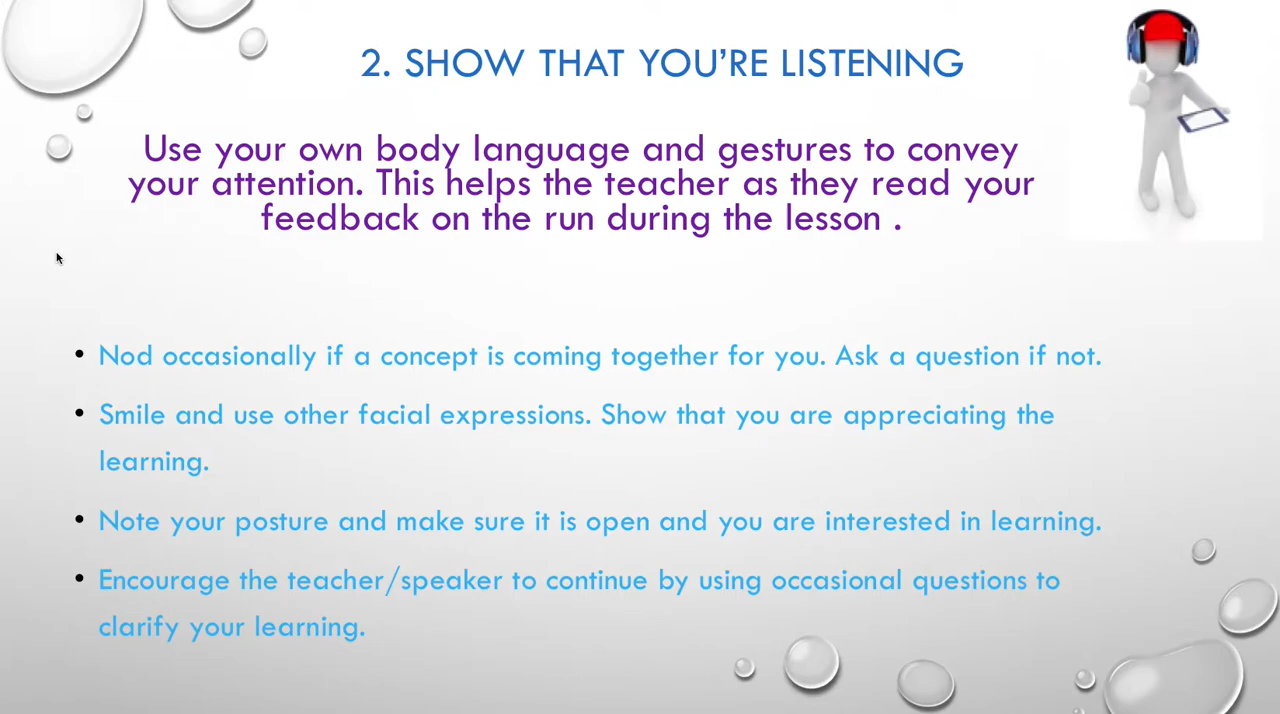 2. SHOW THAT YOU’RE LISTENING
Use your own body language and gestures to convey
your attention. This helps the teacher as they read your
feedback on the run during the lesson .
• Nod occasionally if a concept is coming together for you. Ask a question if not.
• Smile and use other facial expressions. Show that you are appreciating the
learning.
• Note your posture and make sure it is open and you are interested in learning.
• Encourage the teacher/speaker to continue by using occasional questions to
clarify your learning.